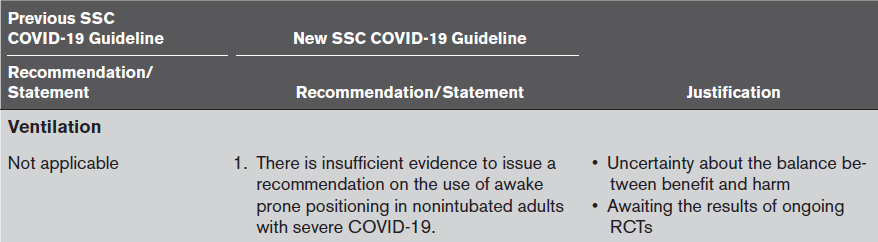 Previous SSC
COVID-19 Guideline
New SSC COVID-19 Guideline
Recommendation/
Statement
Recommendation/Statement
Justification
Ventilation
Not applicable
1. There is insufficient evidence to issue a
recommendation on the use of awake
prone positioning in nonintubated adults
with severe COVID-19.
• Uncertainty about the balance be-
tween benefit and harm
• Awaiting the results of ongoing
RCTs